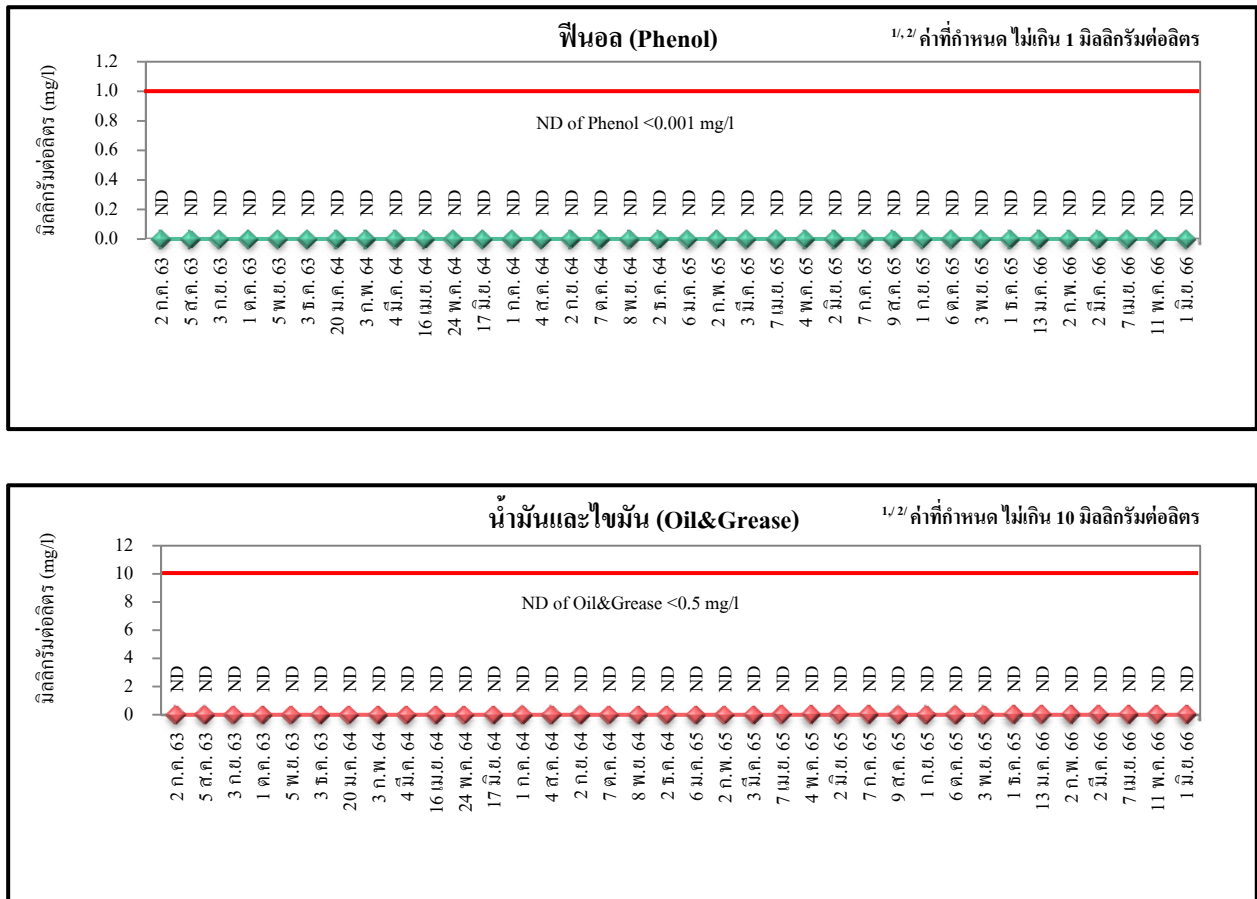 ฟีนอล (Phenol)
1/, 2/ ค่าที่กำหนด ไม่เกิน 1 มิลลิกรัมต่อลิตร
มิลลิกรัมต่อลิตร (mg/l)
1.2
1.0
0.8
0.6
0.4
0.2
0.0
ND of Phenol <0.001 mg/l
ND ND ND ND ND ND ND ND ND ND ND ND ND ND ND ND ND ND ND ND ND ND ND ND ND ND ND ND ND ND ND ND ND ND ND ND
2 ก.ค. 63
5 ส.ค. 63
3 ก.ย. 63
1 ต.ค. 63
5 พ.ย. 63
3 ธ.ค. 63
20 ม.ค. 64
3 ก.พ. 64
4 มี.ค. 64
16 เม.ย. 64
24 พ.ค. 64
17 มิ.ย. 64
1 ก.ค. 64
4 ส.ค. 64
2 ก.ย. 64
7 ต.ค. 64
8 พ.ย. 64
2 ธ.ค. 64
6 ม.ค. 65
2 ก.พ. 65
3 มี.ค. 65
7 เม.ย. 65
4 พ.ค. 65
2 มิ.ย. 65
7 ก.ค. 65
9 ส.ค. 65
1 ก.ย. 65
6 ต.ค. 65
3 พ.ย. 65
1 ธ.ค. 65
13 ม.ค. 66
2 ก.พ. 66
2 มี.ค. 66
7 เม.ย. 66
11 พ.ค. 66
1 มิ.ย. 66
น้ำมันและไขมัน (Oil&Grease)
1,/ 2/ ค่าที่กำหนด ไม่เกิน 10 มิลลิกรัมต่อลิตร
มิลลิกรัมต่อลิตร (mg/l)
12
10
8
6
4
2
0
ND of Oil&Grease <0.5 mg/l
ND ND ND ND ND ND ND ND ND ND ND ND ND ND ND ND ND ND ND ND ND ND ND ND ND ND ND ND ND ND ND ND ND ND ND ND
2 ก.ค. 63
5 ส.ค. 63
3 ก.ย. 63
1 ต.ค. 63
5 พ.ย. 63
3 ธ.ค. 63
20 ม.ค. 64
3 ก.พ. 64
4 มี.ค. 64
16 เม.ย. 64
24 พ.ค. 64
17 มิ.ย. 64
1 ก.ค. 64
4 ส.ค. 64
2 ก.ย. 64
7 ต.ค. 64
8 พ.ย. 64
2 ธ.ค. 64
6 ม.ค. 65
2 ก.พ. 65
3 มี.ค. 65
7 เม.ย. 65
4 พ.ค. 65
2 มิ.ย. 65
7 ก.ค. 65
9 ส.ค. 65
1 ก.ย. 65
6 ต.ค. 65
3 พ.ย. 65
1 ธ.ค. 65
13 ม.ค. 66
2 ก.พ. 66
2 มี.ค. 66
7 เม.ย. 66
11 พ.ค. 66
1 มิ.ย. 66